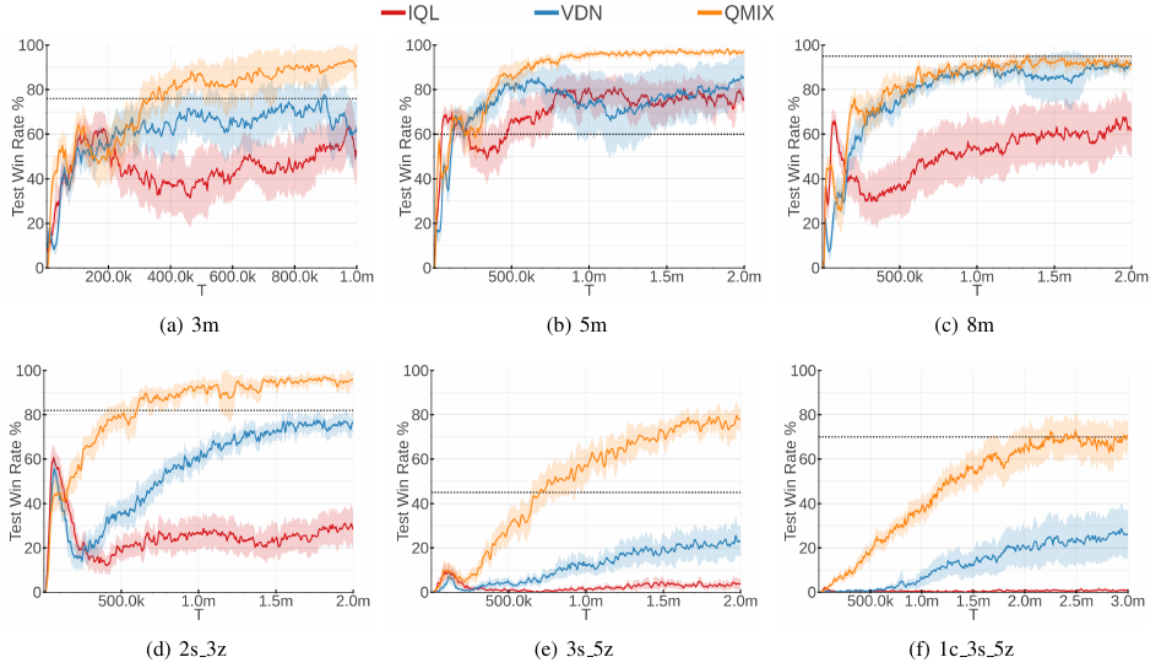 IQL VDN QMIX
Test Win Rate %
100
80
60
40
20
0
200.0k 400.0k 600.0k 800.0k 1.0m
T
(a) 3m
Test Win Rate %
100
80
60
40
20
0
500.0k 1.0m 1.5m 2.0m
T
(b) 5m
Test Win Rate %
100
80
60
40
20
0
500.0k 1.0m 1.5m 2.0m
T
(c) 8m
Test Win Rate %
100
80
60
40
20
0
500.0k 1.0m 1.5m 2.0m
T
(d) 2s_3z
Test Win Rate %
100
80
60
40
20
0
500.0k 1.0m 1.5m 2.0m
T
(e) 3s_5z
Test Win Rate %
100
80
60
40
20
0
500.0k 1.0m 1.5m 2.0m 2.5m 3.0m
T
(f) 1c_3s_5z